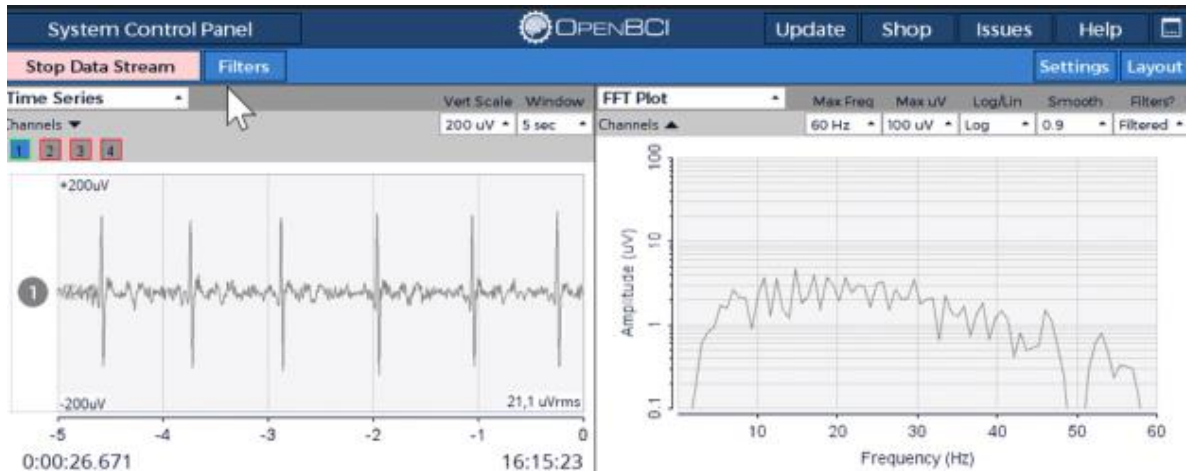 System Control Panel OPENBCI Update Shop Issues Help
Stop Data Stream Filters Settings Layout
Time Series Vert Scale Window
Channels 200 uV 5 sec
1 2 3 4
+200uV
1
-200uV 21,1 uVrms
-5 -4 -3 -2 -1 0
0:00:26.671 16:15:23
FFT Plot Max Freq Max uV Log/Lin Smooth Filters?
Channels 60 Hz 100 uV Log 0.9 Filtered
100
10
1
0.1
Amplitude (uV)
10 20 30 40 50 60
Frequency (Hz)